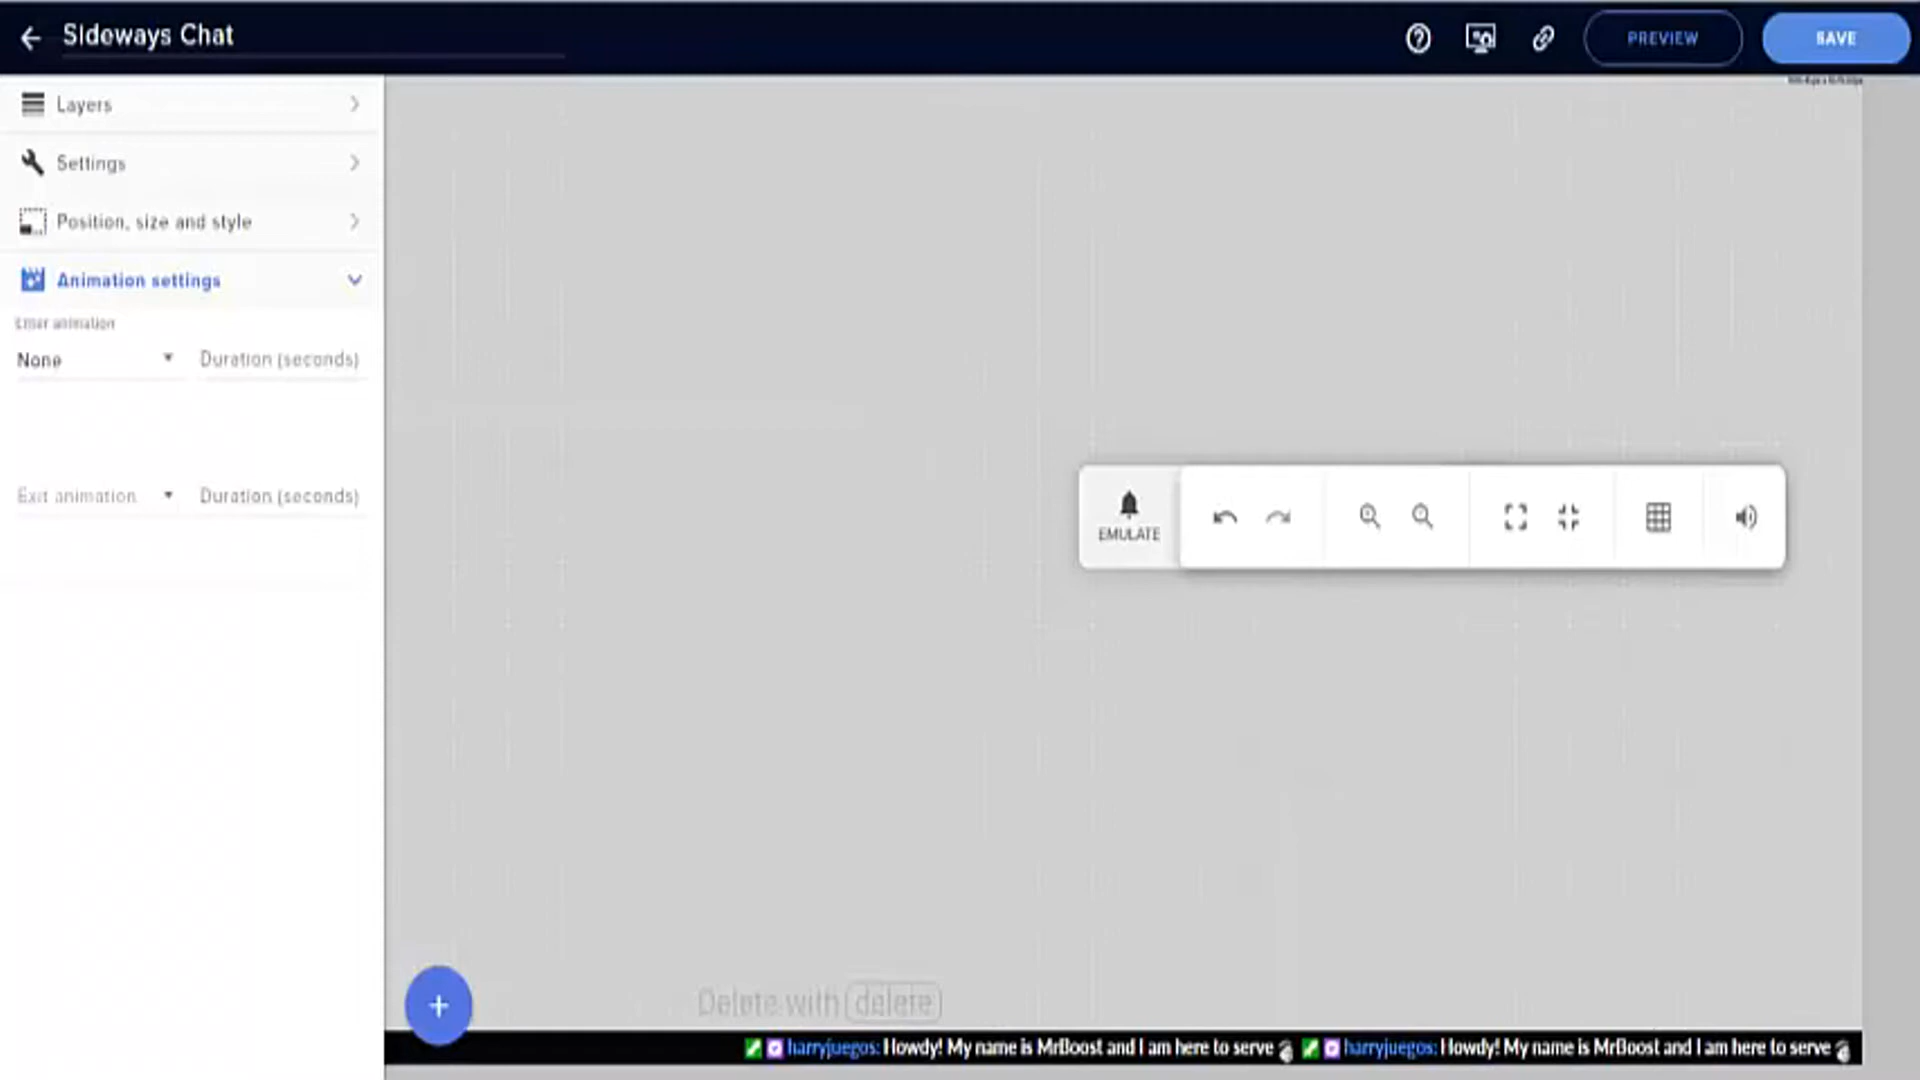 Sideways Chat
PREVIEW
SAVE
Layers
Settings
Position, size and style
Animation settings
Enter animation
None
Duration (seconds)
Exit animation
Duration (seconds)
EMULATE
Delete with delete
harryjuegos: Howdy! My name is MrBoost and I am here to serve harryjuegos: Howdy! My name is MrBoost and I am here to serve